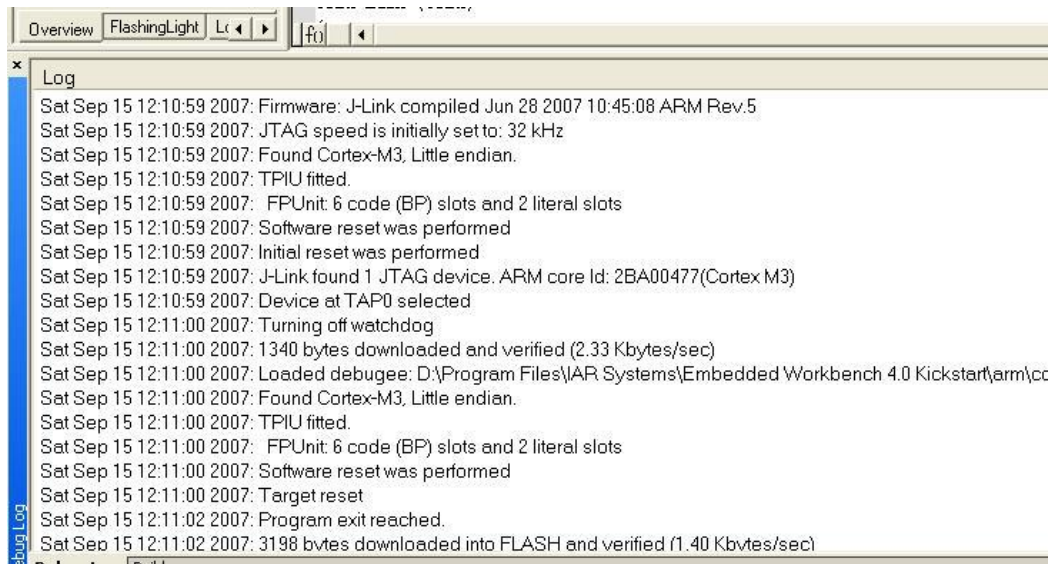 Overview FlashingLight
f()
Log
Sat Sep 15 12:10:59 2007: Firmware: J-Link compiled Jun 28 2007 10:45:08 ARM Rev.5
Sat Sep 15 12:10:59 2007: JTAG speed is initially set to: 32 kHz
Sat Sep 15 12:10:59 2007: Found Cortex-M3, Little endian.
Sat Sep 15 12:10:59 2007: TPIU fitted.
Sat Sep 15 12:10:59 2007: FPUnit: 6 code (BP) slots and 2 literal slots
Sat Sep 15 12:10:59 2007: Software reset was performed
Sat Sep 15 12:10:59 2007: Initial reset was performed
Sat Sep 15 12:10:59 2007: J-Link found 1 JTAG device. ARM core Id: 2BA00477(Cortex M3)
Sat Sep 15 12:10:59 2007: Device at TAP0 selected
Sat Sep 15 12:11:00 2007: Turning off watchdog
Sat Sep 15 12:11:00 2007: 1340 bytes downloaded and verified (2.33 Kbytes/sec)
Sat Sep 15 12:11:00 2007: Loaded debugee: D:\Program Files\IAR Systems\Embedded Workbench 4.0 Kickstart\arm\co
Sat Sep 15 12:11:00 2007: Found Cortex-M3, Little endian.
Sat Sep 15 12:11:00 2007: TPIU fitted.
Sat Sep 15 12:11:00 2007: FPUnit: 6 code (BP) slots and 2 literal slots
Sat Sep 15 12:11:00 2007: Software reset was performed
Sat Sep 15 12:11:00 2007: Target reset
Sat Sep 15 12:11:02 2007: Program exit reached.
Sat Sep 15 12:11:02 2007: 3198 bytes downloaded into FLASH and verified (1.40 Kbytes/sec)
ebug Log